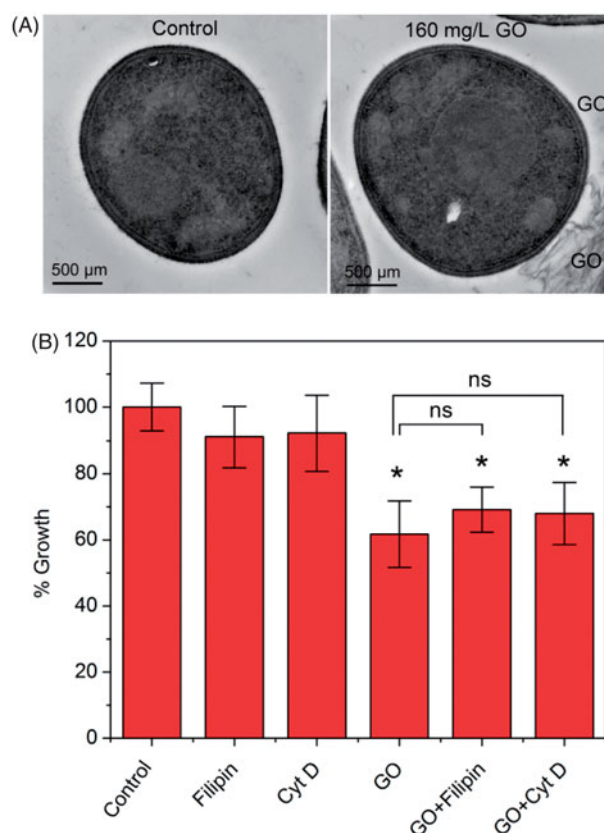 (A)
Control
160 mg/L GO
GO
GO
500 μm
500 μm
(B)
120
100
80
60
40
20
0
% Growth
ns
ns
*
*
*
Control
Filipin
Cyt D
GO
GO+Filipin
GO+Cyt D